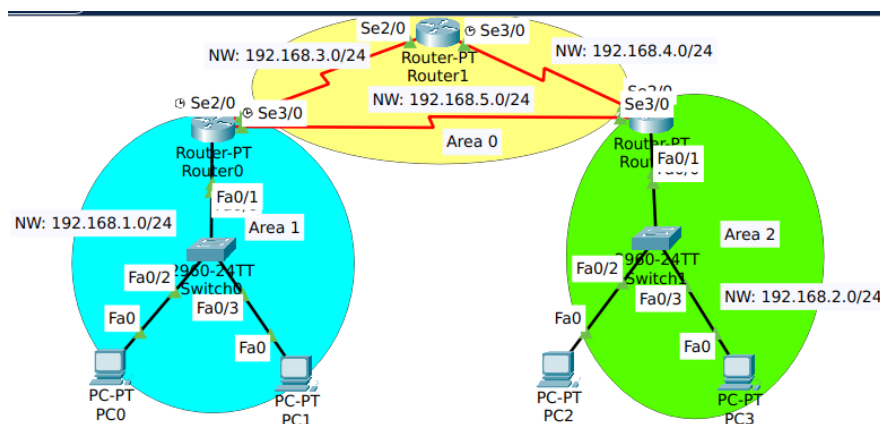 Se2/0
Se3/0
NW: 192.168.3.0/24
Router-PT
Router1
NW: 192.168.4.0/24
NW: 192.168.5.0/24
Se2/0
Se3/0
Se3/0
Area 0
Router-PT
Router0
Router-PT
Fa0/1
Fa0/1
NW: 192.168.1.0/24
Area 1
Area 2
2960-24TT
Switch0
2960-24TT
Switch1
Fa0/2
Fa0/3
Fa0/2
Fa0/3
NW: 192.168.2.0/24
Fa0
Fa0
Fa0
Fa0
PC-PT
PC0
PC-PT
PC1
PC-PT
PC2
PC-PT
PC3